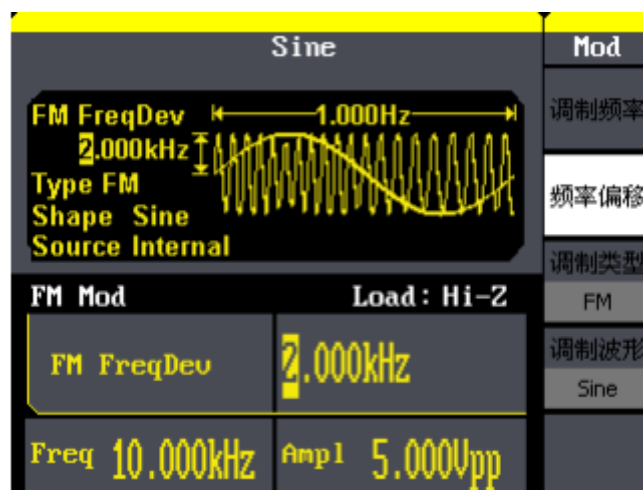 Sine
Mod
FM FreqDev
1.000Hz
2.000kHz
Type FM
Shape Sine
Source Internal
调制频率
频率偏移
调制类型
FM
调制波形
Sine
FM Mod
Load: Hi-Z
FM FreqDev
2.000kHz
Freq 10.000kHz
Ampl 5.000Vpp